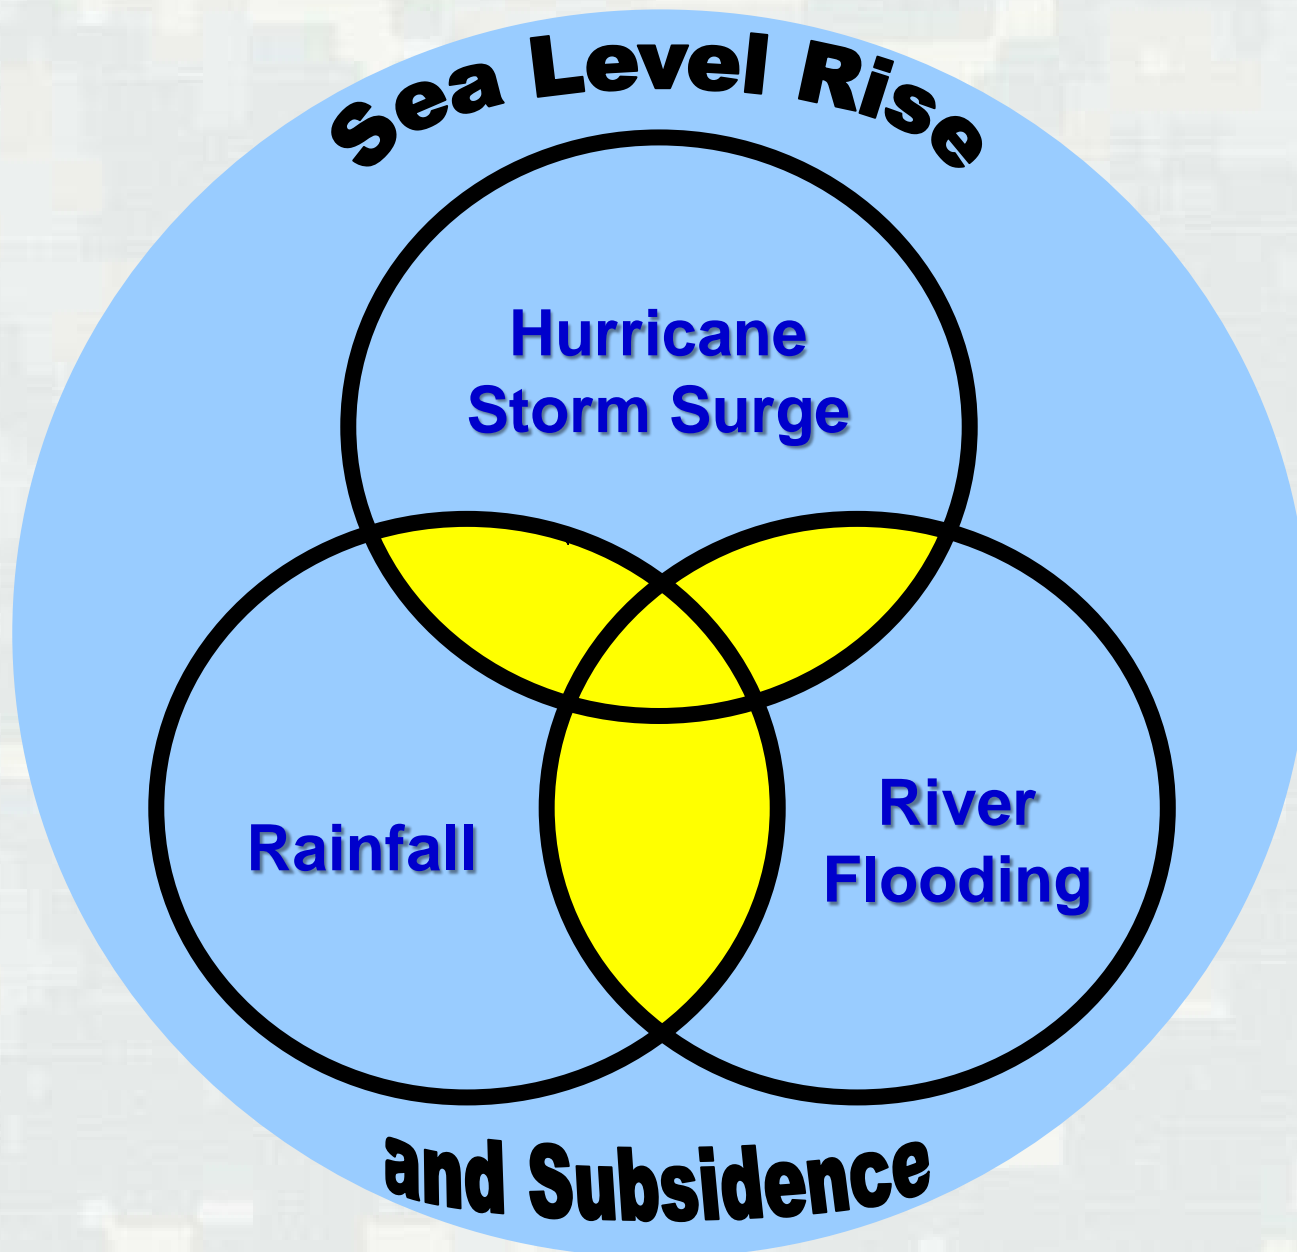 Sea Level Rise
Hurricane
Storm Surge
Rainfall
River
Flooding
and Subsidence